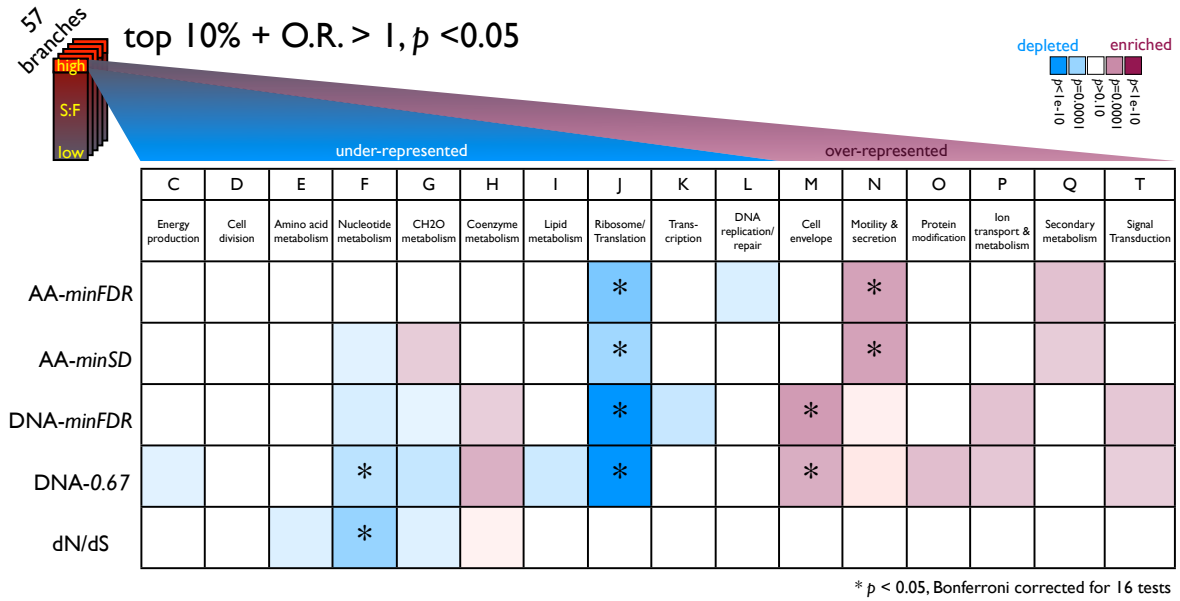 57
branches
top 10% + O.R. > 1, p <0.05
high
S:F
low
depleted enriched
p<1e-10
p=0.0001
p>0.10
p=0.0001
p<1e-10
under-represented
over-represented
C D E F G H I J K L M N O P Q T
Energy production
Cell division
Amino acid metabolism
Nucleotide metabolism
CH2O metabolism
Coenzyme metabolism
Lipid metabolism
Ribosome/ Translation
Trans- cription
DNA replication/ repair
Cell envelope
Motility & secretion
Protein modification
Ion transport & metabolism
Secondary metabolism
Signal Transduction
AA-minFDR * *
AA-minSD * *
DNA-minFDR * *
DNA-0.67 * * *
dN/dS *
* p < 0.05, Bonferroni corrected for 16 tests